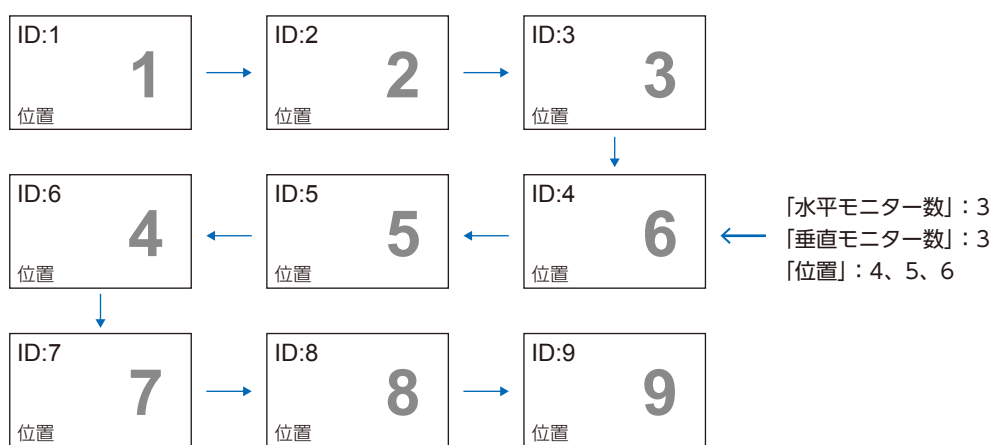 ID:1
1
位置
ID:2
2
位置
ID:3
3
位置
ID:6
4
位置
ID:5
5
位置
ID:4
6
位置
「水平モニター数」：3
「垂直モニター数」：3
「位置」：4、5、6
ID:7
7
位置
ID:8
8
位置
ID:9
9
位置